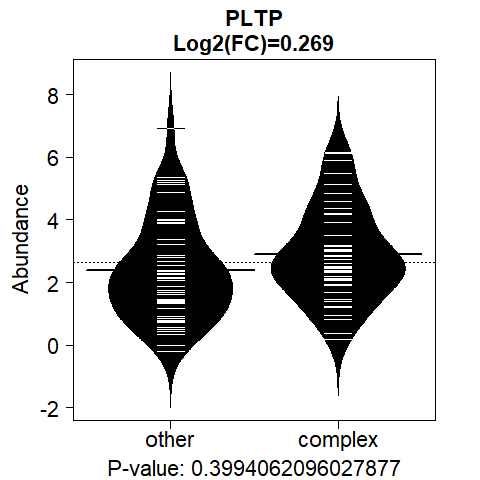 PLTP
Log2(FC)=0.269
Abundance
8
6
4
2
0
-2
other complex
P-value: 0.3994062096027877